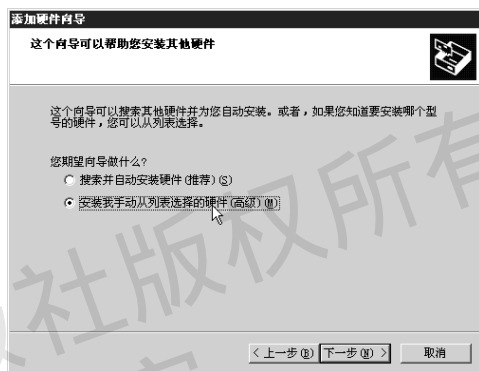 添加硬件向导
这个向导可以帮助您安装其他硬件
这个向导可以搜索其他硬件并为您自动安装。或者，如果您知道要安装哪个型
号的硬件，您可以从列表选择。
您期望向导做什么?
搜索并自动安装硬件(推荐)(S)
安装我手动从列表选择的硬件(高级)(M)
< 上一步(B) 下一步(N) > 取消
社版权所有